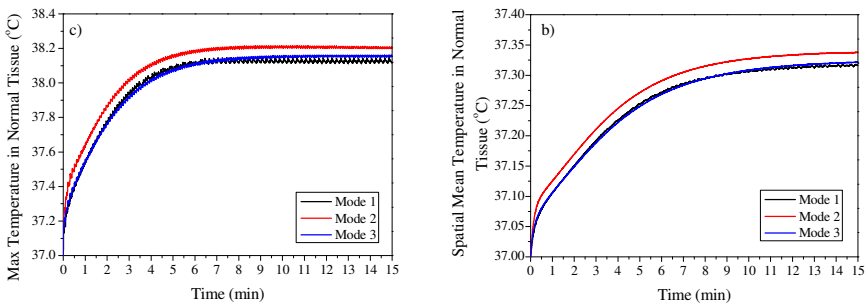 c)
Max Temperature in Normal Tissue (°C)
38.4
38.2
38.0
37.8
37.6
37.4
37.2
37.0
0 1 2 3 4 5 6 7 8 9 10 11 12 13 14 15
Time (min)
Mode 1
Mode 2
Mode 3
b)
Spatial Mean Temperature in Normal
Tissue (°C)
37.40
37.35
37.30
37.25
37.20
37.15
37.10
37.05
37.00
0 1 2 3 4 5 6 7 8 9 10 11 12 13 14 15
Time (min)
Mode 1
Mode 2
Mode 3